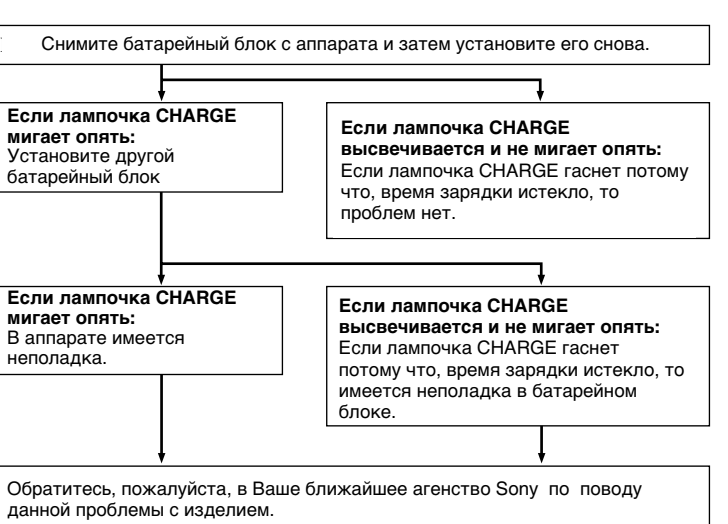 Снимите батарейный блок с аппарата и затем установите его снова.
Если лампочка CHARGE
мигает опять:
Установите другой
батарейный блок
Если лампочка CHARGE
высвечивается и не мигает опять:
Если лампочка CHARGE гаснет потому
что, время зарядки истекло, то
проблем нет.
Если лампочка CHARGE
мигает опять:
В аппарате имеется
неполадка.
Если лампочка CHARGE
высвечивается и не мигает опять:
Если лампочка CHARGE гаснет
потому что, время зарядки истекло, то
имеется неполадка в батарейном
блоке.
Обратитесь, пожалуйста, в Ваше ближайшее агенство Sony по поводу
данной проблемы с изделием.